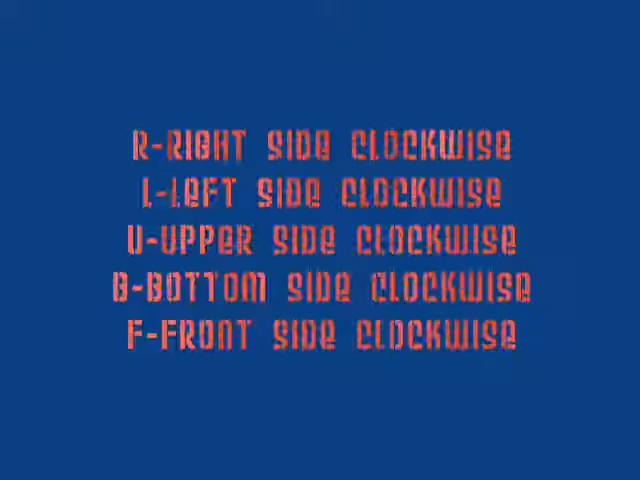 R-RIGHT SIDE CLOCKWISE
L-LEFT SIDE CLOCKWISE
U-UPPER SIDE CLOCKWISE
B-BOTTOM SIDE CLOCKWISE
F-FRONT SIDE CLOCKWISE